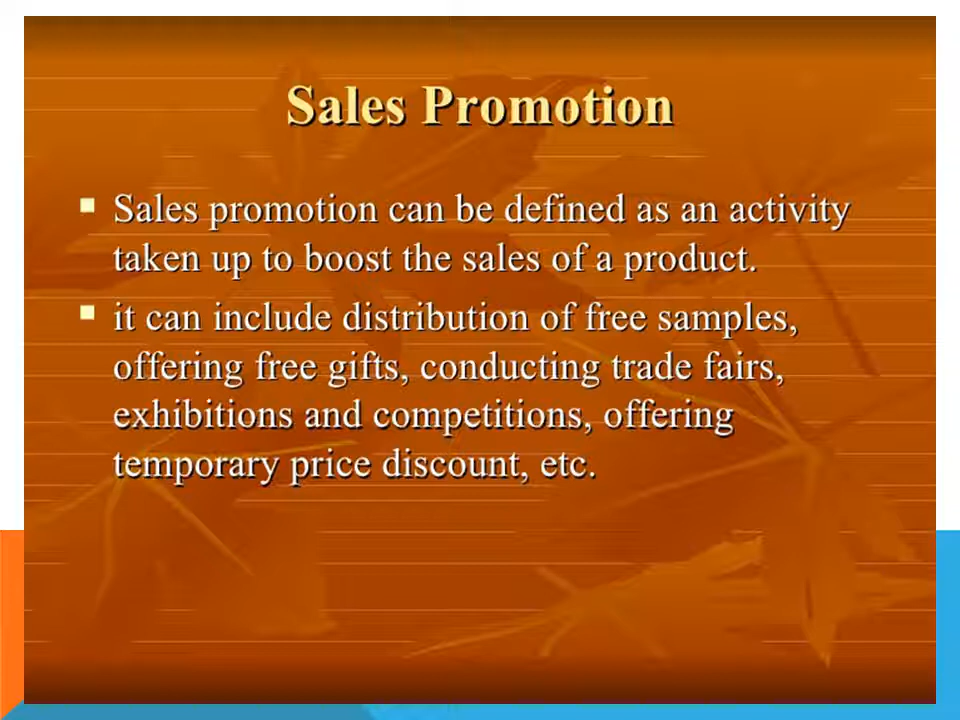 Sales Promotion
Sales promotion can be defined as an activity
taken up to boost the sales of a product.
it can include distribution of free samples,
offering free gifts, conducting trade fairs,
exhibitions and competitions, offering
temporary price discount, etc.